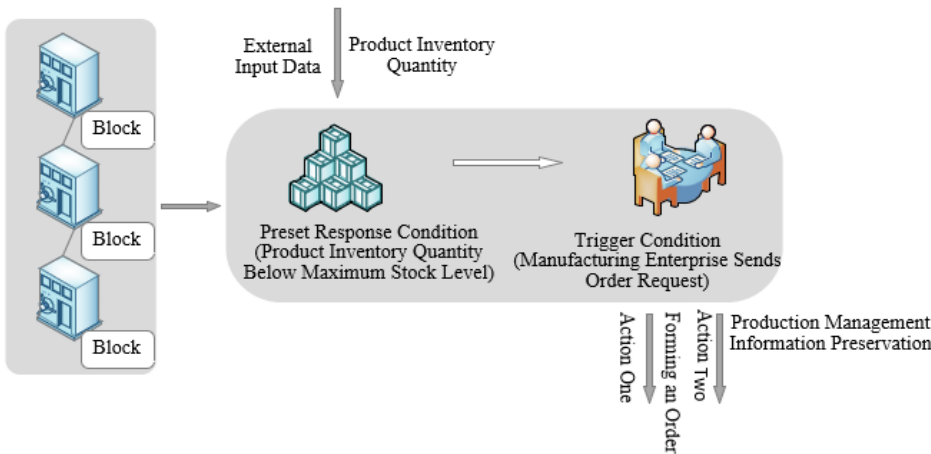 External
Input Data
Product Inventory
Quantity
Block
Block
Block
Preset Response Condition
(Product Inventory Quantity
Below Maximum Stock Level)
Trigger Condition
(Manufacturing Enterprise Sends
Order Request)
Action One
Forming an Order
Action Two
Production Management
Information Preservation